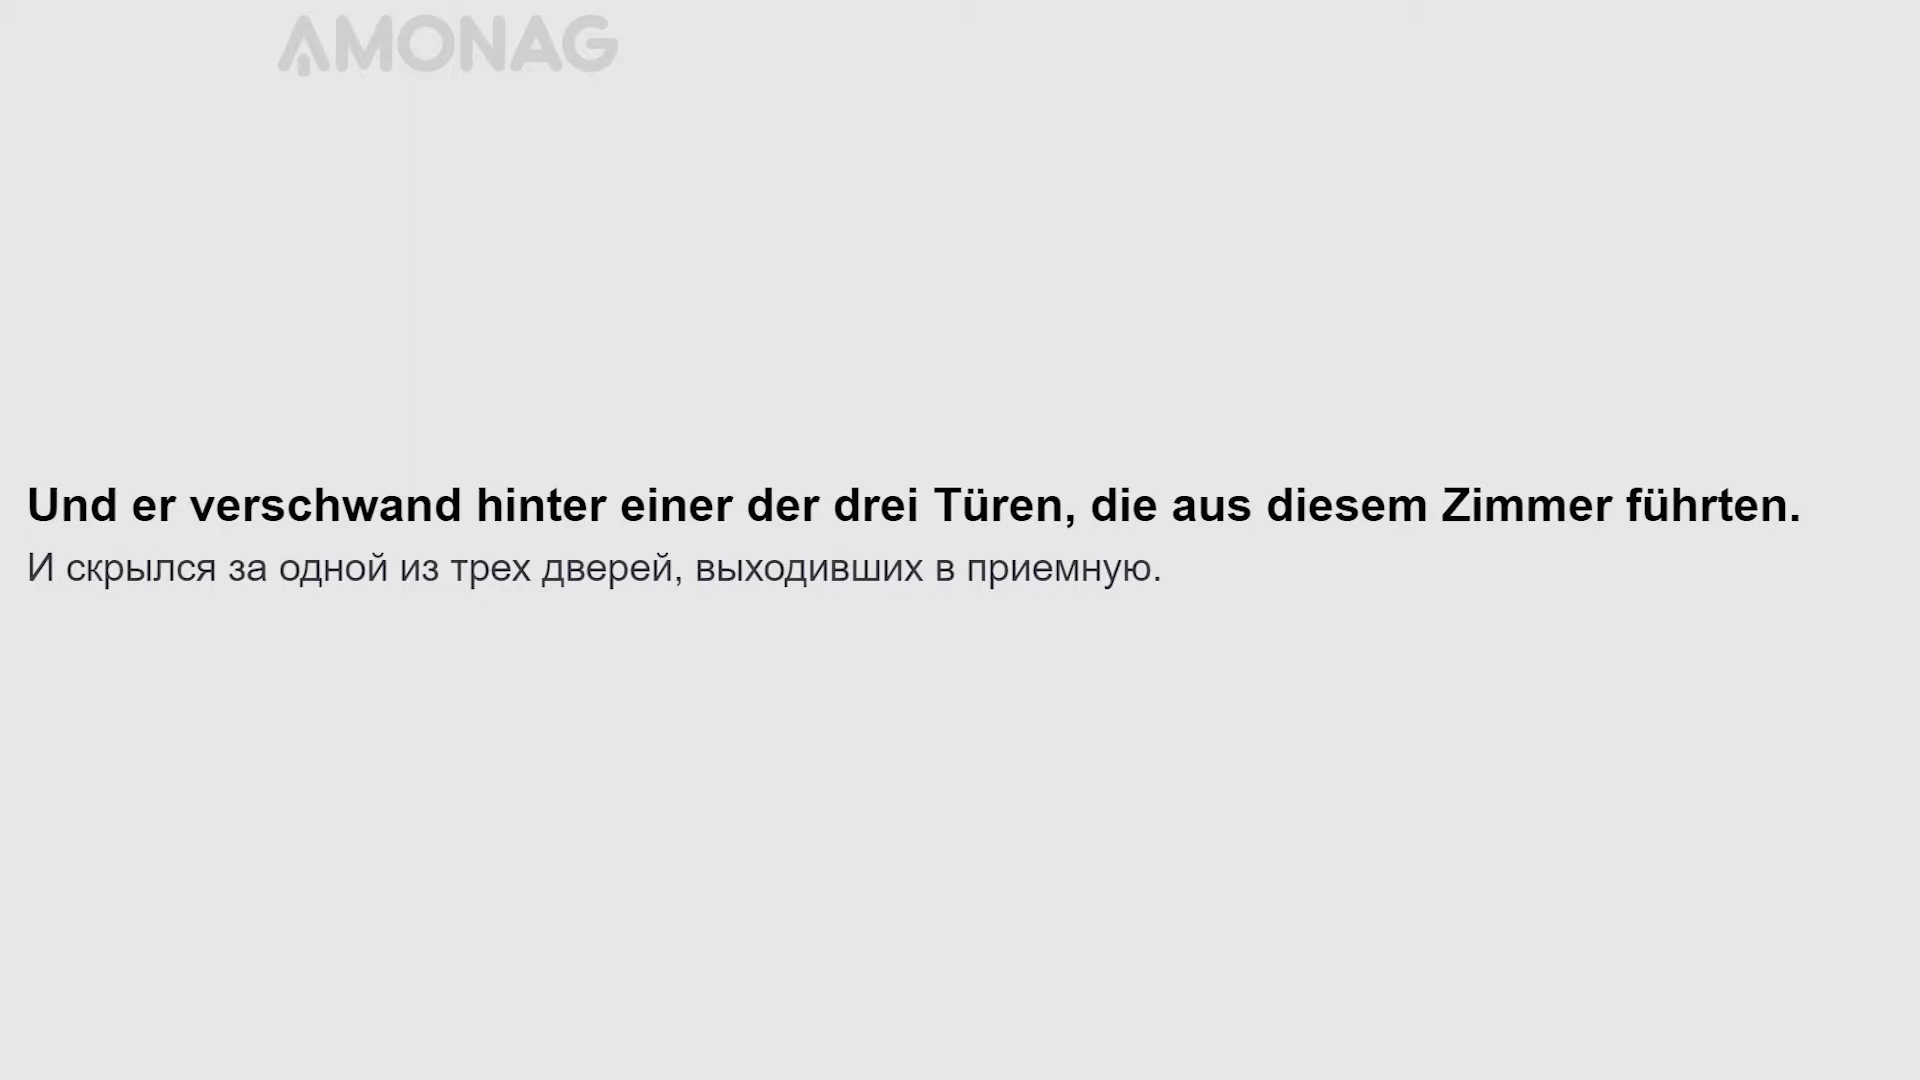 AMONAG
Und er verschwand hinter einer der drei Türen, die aus diesem Zimmer führten.
И скрылся за одной из трех дверей, выходивших в приемную.